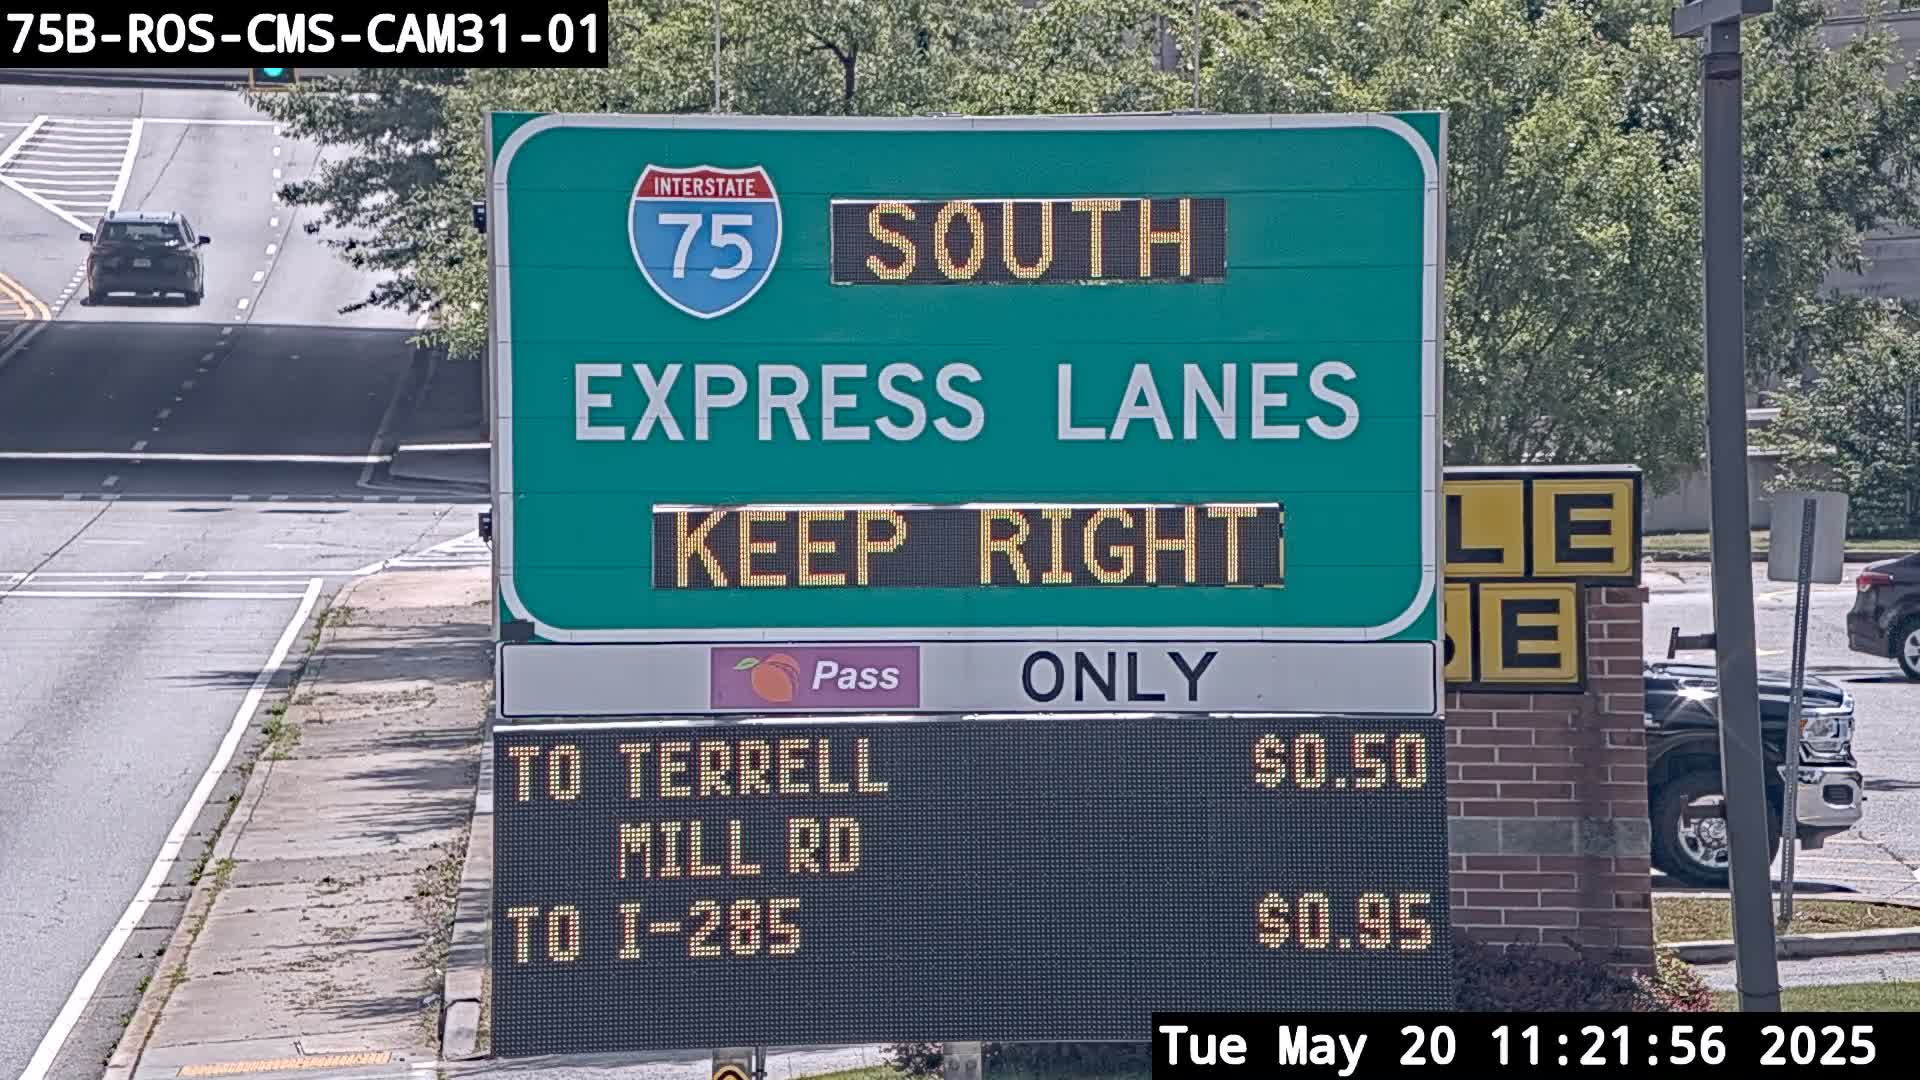 75B-ROS-CMS-CAM31-01
INTERSTATE
75
SOUTH
EXPRESS LANES
KEEP RIGHT
LE
E
Pass ONLY
TO TERRELL $0.50
MILL RD
TO I-285 $0.95
Tue May 20 11:21:56 2025